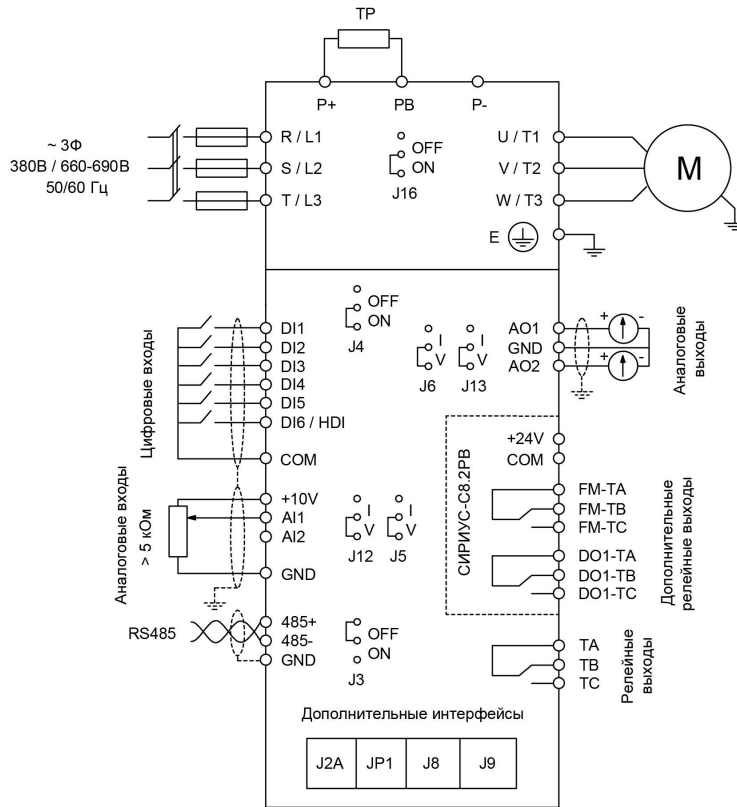 ТР
P+
PB
P-
~ 3Ф
380В / 660-690В
50/60 Гц
R / L1
S / L2
T / L3
OFF
ON
J16
U / T1
V / T2
W / T3
M
E
Цифровые входы
DI1
DI2
DI3
DI4
DI5
DI6 / HDI
COM
OFF
ON
J4
I
V
J6
I
V
J13
AO1
GND
AO2
+
-
+
-
Аналоговые
выходы
Аналоговые входы
> 5 кОм
+10V
AI1
AI2
GND
I
V
J12
I
V
J5
СИРИУС-С8.2РВ
+24V
COM
FM-TA
FM-TB
FM-TC
DO1-TA
DO1-TB
DO1-TC
Дополнительные
релейные выходы
RS485
485+
485-
GND
OFF
ON
J3
TA
TB
TC
Релейные
выходы
Дополнительные интерфейсы
J2A
JP1
J8
J9